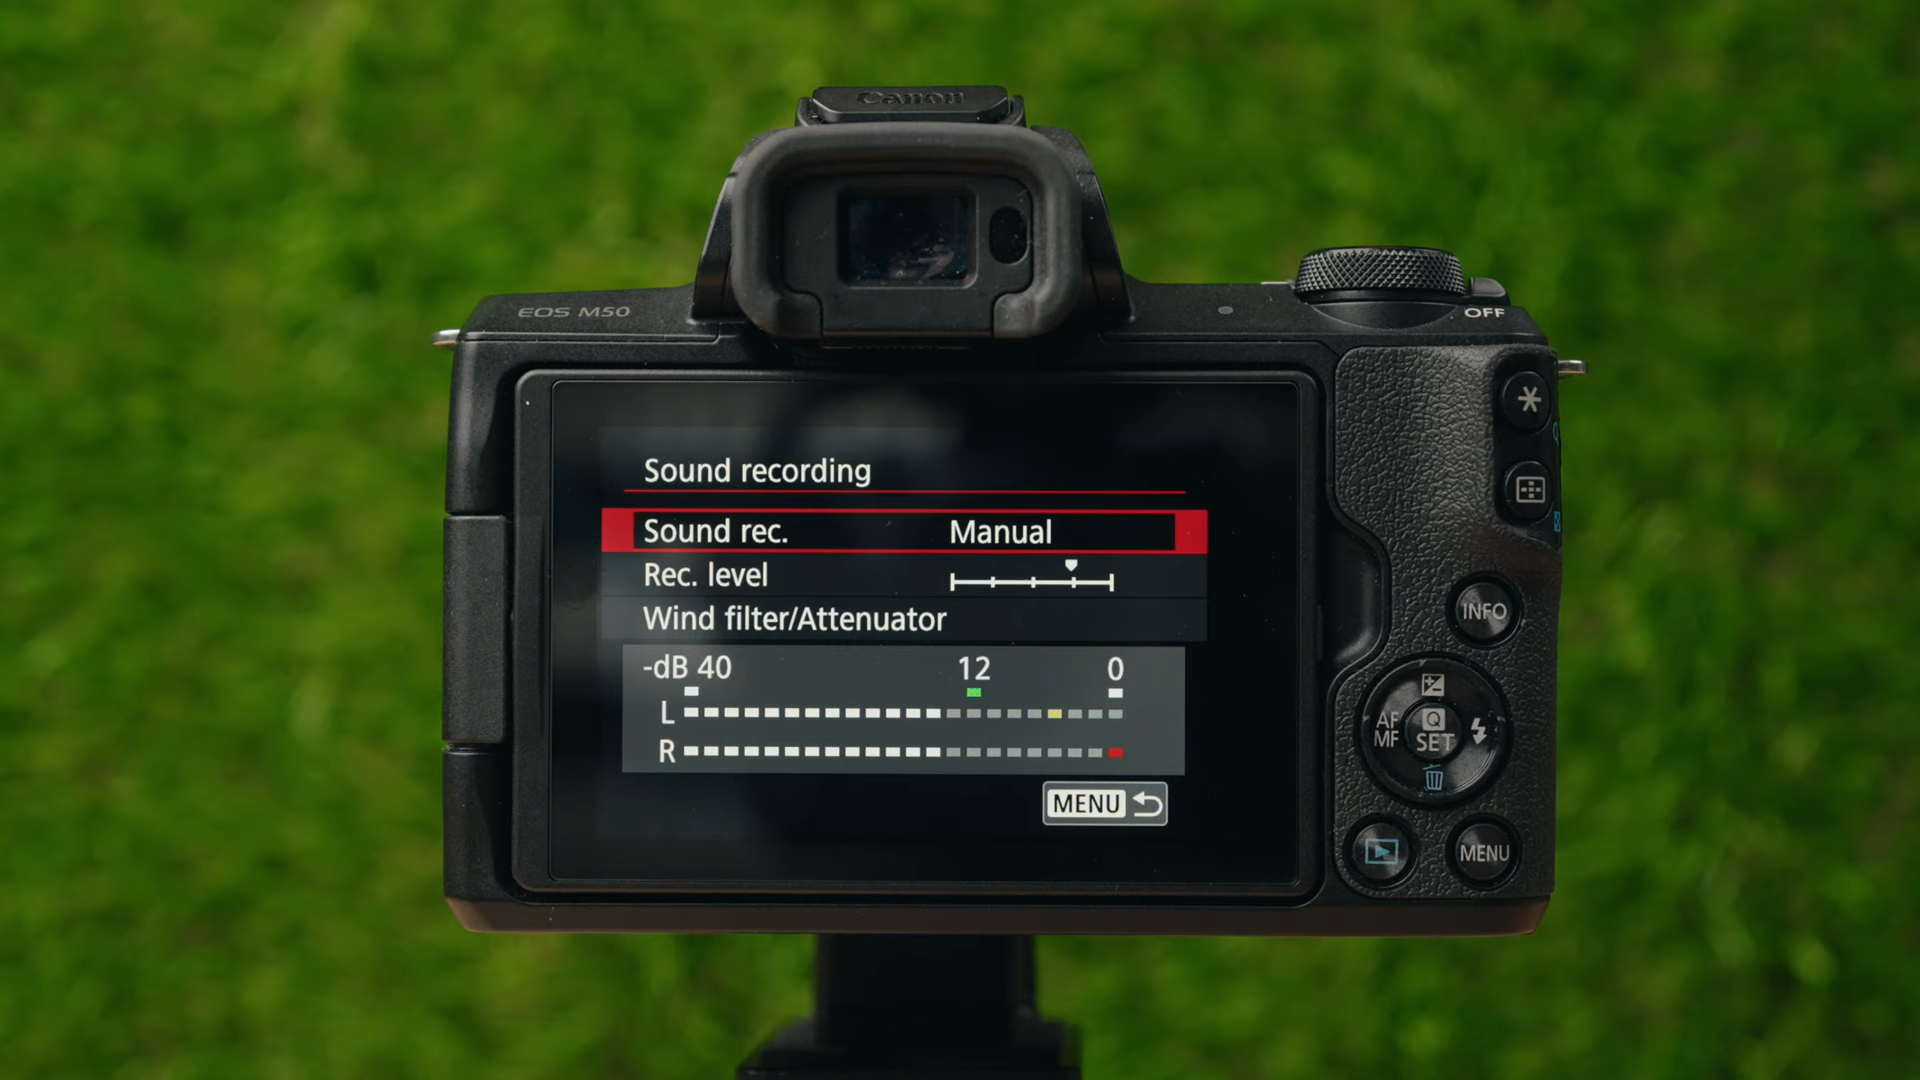 Canon
EOS M50
OFF
Sound recording
Sound rec. Manual
Rec. level
Wind filter/Attenuator
-dB 40 12 0
L
R
MENU
INFO
AF
MF
Q
SET
MENU